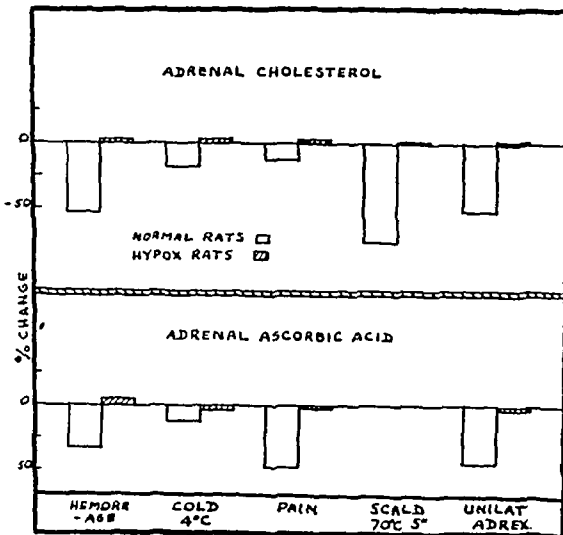 ADRENAL CHOLESTEROL
0
-50
NORMAL RATS
HYPOX RATS
% CHANGE
ADRENAL ASCORBIC ACID
0
50
HEMORR
-AGE
COLD
4°C
PAIN
SCALD
70°C 5"
UNILAT
ADREX.